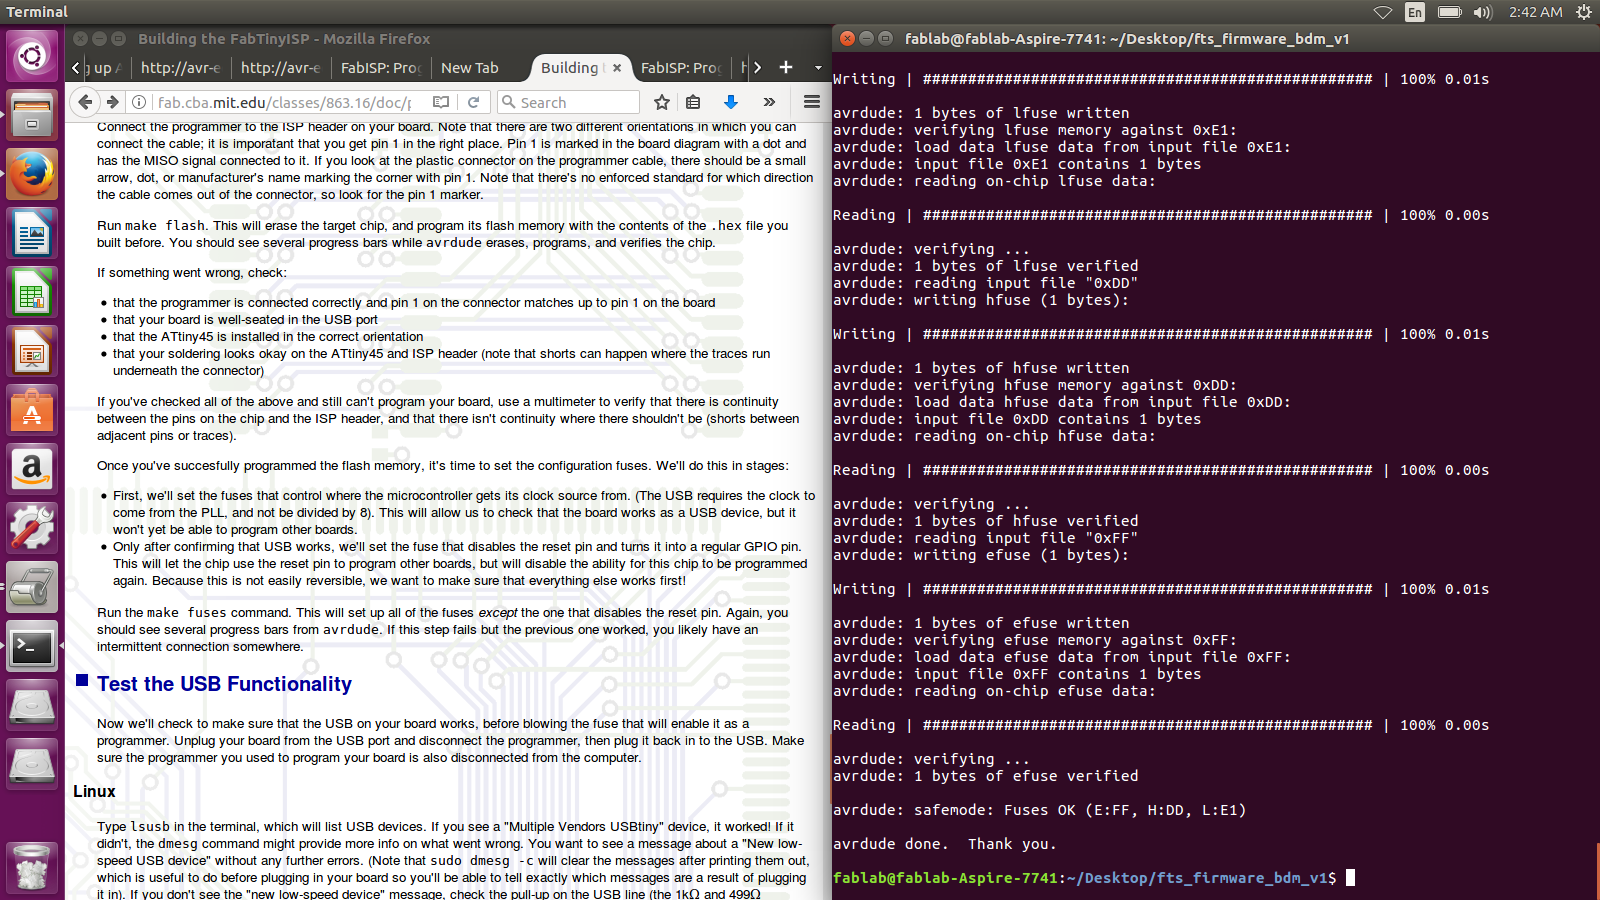 Terminal
En
2:42 AM
Building the FabTinyISP - Mozilla Firefox
http://avr-e
http://avr-e
FabISP: Prog
New Tab
Building t
FabISP: Prog
fab.cba.mit.edu/classes/863.16/doc/p
Search
Connect the programmer to the ISP header on your board. Note that there are two different orientations in which you can
connect the cable; it is important that you get pin 1 in the right place. Pin 1 is marked in the board diagram with a dot and
has the MISO signal connected to it. If you look at the plastic connector on the programmer cable, there should be a small
arrow, dot, or manufacturer's name marking the corner with pin 1. Note that there's no enforced standard for which direction
the cable comes out of the connector, so look for the pin 1 marker.
Run make flash. This will erase the target chip, and program its flash memory with the contents of the .hex file you
built before. You should see several progress bars while avrdude erases, programs, and verifies the chip.
If something went wrong, check:
• that the programmer is connected correctly and pin 1 on the connector matches up to pin 1 on the board
• that your board is well-seated in the USB port
• that the ATtiny45 is installed in the correct orientation
• that your soldering looks okay on the ATtiny45 and ISP header (note that shorts can happen where the traces run
underneath the connector)
If you've checked all of the above and still can't program your board, use a multimeter to verify that there is continuity
between the pins on the chip and the ISP header, and that there isn't continuity where there shouldn't be (shorts between
adjacent pins or traces).
Once you've succesfully programmed the flash memory, it's time to set the configuration fuses. We'll do this in stages:
• First, we'll set the fuses that control where the microcontroller gets its clock source from. (The USB requires the clock to
come from the PLL, and not be divided by 8). This will allow us to check that the board works as a USB device, but it
won't yet be able to program other boards.
• Only after confirming that USB works, we'll set the fuse that disables the reset pin and turns it into a regular GPIO pin.
This will let the chip use the reset pin to program other boards, but will disable the ability for this chip to be programmed
again. Because this is not easily reversible, we want to make sure that everything else works first!
Run the make fuses command. This will set up all of the fuses except the one that disables the reset pin. Again, you
should see several progress bars from avrdude. If this step fails but the previous one worked, you likely have an
intermittent connection somewhere.
Test the USB Functionality
Now we'll check to make sure that the USB on your board works, before blowing the fuse that will enable it as a
programmer. Unplug your board from the USB port and disconnect the programmer, then plug it back in to the USB. Make
sure the programmer you used to program your board is also disconnected from the computer.
Linux
Type lsusb in the terminal, which will list USB devices. If you see a "Multiple Vendors USBtiny" device, it worked! If it
didn't, the dmesg command might provide more info on what went wrong. You want to see a message about a "New low-
speed USB device" without any further errors. (Note that sudo dmesg -c will clear the messages after printing them out,
which is useful to do before plugging in your board so you'll be able to tell exactly which messages are a result of plugging
it in). If you don't see the "new low-speed device" message, check the pull-up on the USB line (the 1kΩ and 499Ω
fablab@fablab-Aspire-7741: ~/Desktop/fts_firmware_bdm_v1
Writing | ################################################## | 100% 0.01s
avrdude: 1 bytes of lfuse written
avrdude: verifying lfuse memory against 0xE1:
avrdude: load data lfuse data from input file 0xE1:
avrdude: input file 0xE1 contains 1 bytes
avrdude: reading on-chip lfuse data:
Reading | ################################################## | 100% 0.00s
avrdude: verifying ...
avrdude: 1 bytes of lfuse verified
avrdude: reading input file "0xDD"
avrdude: writing hfuse (1 bytes):
Writing | ################################################## | 100% 0.01s
avrdude: 1 bytes of hfuse written
avrdude: verifying hfuse memory against 0xDD:
avrdude: load data hfuse data from input file 0xDD:
avrdude: input file 0xDD contains 1 bytes
avrdude: reading on-chip hfuse data:
Reading | ################################################## | 100% 0.00s
avrdude: verifying ...
avrdude: 1 bytes of hfuse verified
avrdude: reading input file "0xFF"
avrdude: writing efuse (1 bytes):
Writing | ################################################## | 100% 0.01s
avrdude: 1 bytes of efuse written
avrdude: verifying efuse memory against 0xFF:
avrdude: load data efuse data from input file 0xFF:
avrdude: input file 0xFF contains 1 bytes
avrdude: reading on-chip efuse data:
Reading | ################################################## | 100% 0.00s
avrdude: verifying ...
avrdude: 1 bytes of efuse verified
avrdude: safemode: Fuses OK (E:FF, H:DD, L:E1)
avrdude done.  Thank you.
fablab@fablab-Aspire-7741:~/Desktop/fts_firmware_bdm_v1$